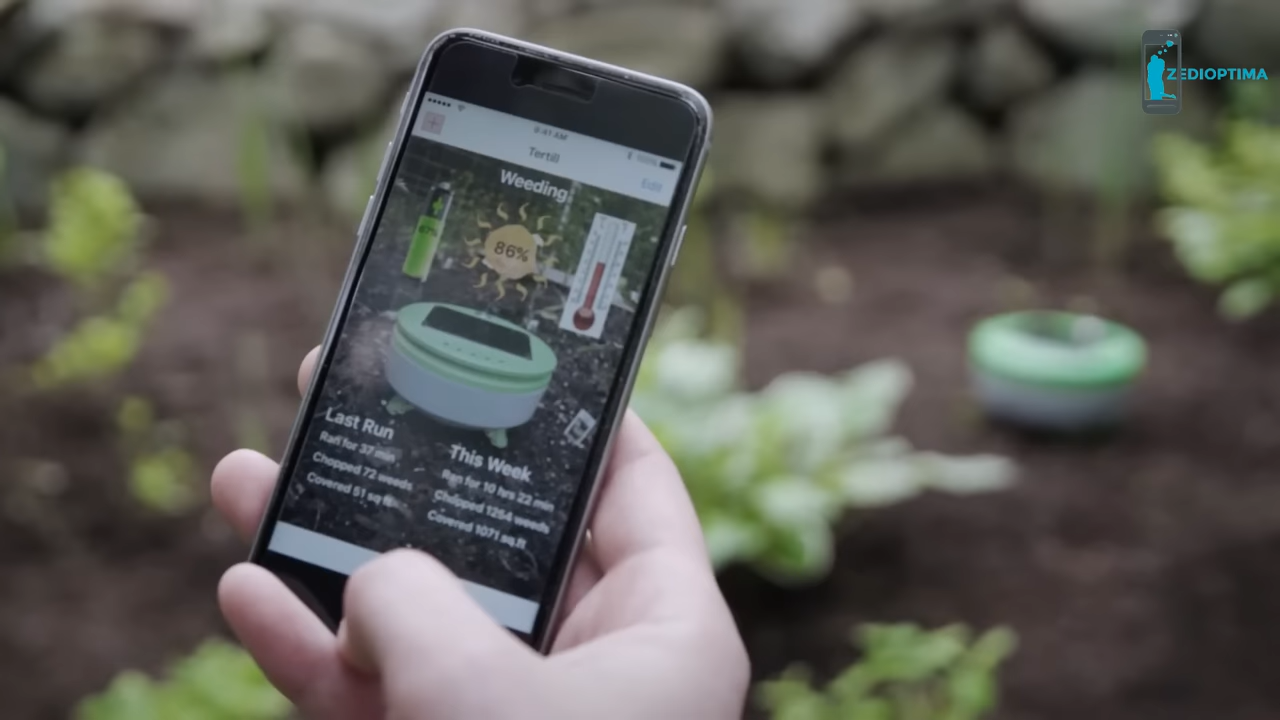 ZEDIOPTIMA
9:41 AM
Tertill
Edit
Weeding
86%
Last Run
Ran for 37 min
Chopped 72 weeds
Covered 51 sq ft
This Week
Ran for 10 hrs 22 min
Chopped 1264 weeds
Covered 1071 sq ft